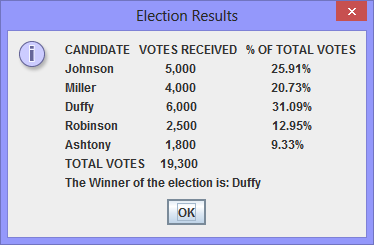 Election Results
CANDIDATE VOTES RECEIVED % OF TOTAL VOTES
Johnson 5,000 25.91%
Miller 4,000 20.73%
Duffy 6,000 31.09%
Robinson 2,500 12.95%
Ashtony 1,800 9.33%
TOTAL VOTES 19,300
The Winner of the election is: Duffy
OK